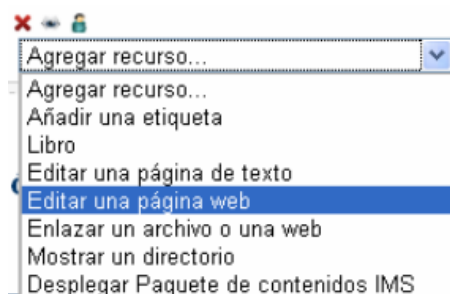 Agregar recurso...
Agregar recurso...
Añadir una etiqueta
Libro
Editar una página de texto
Editar una página web
Enlazar un archivo o una web
Mostrar un directorio
Desplegar Paquete de contenidos IMS